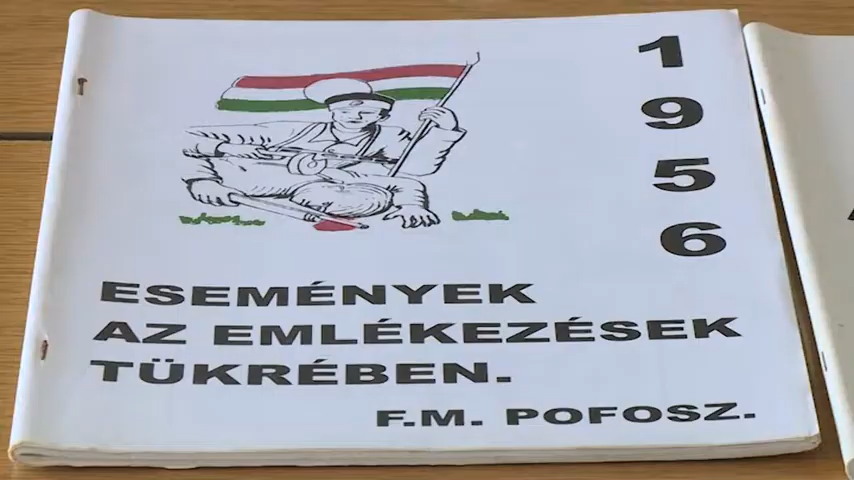 1
9
5
6
ESEMÉNYEK
AZ EMLÉKEZÉSEK
TÜKRÉBEN.
F.M. POFOSZ.